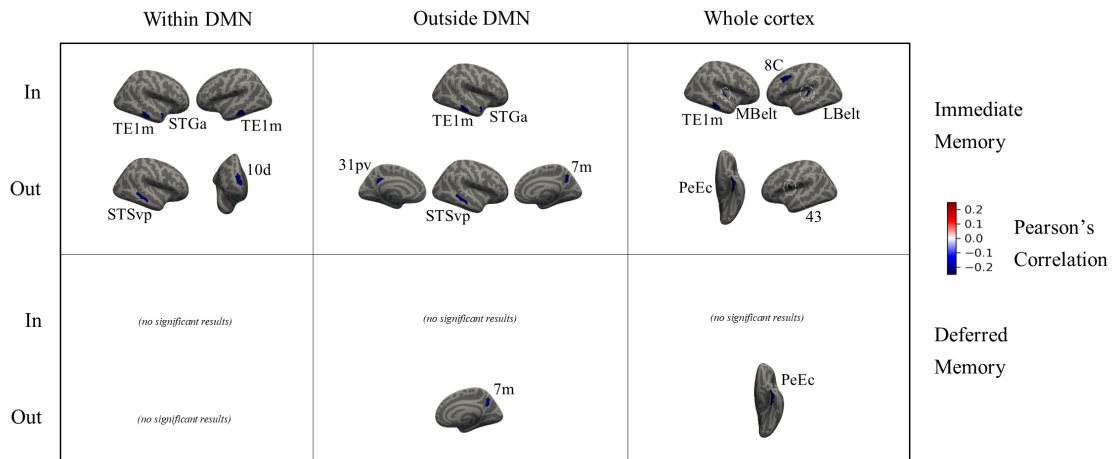 Within DMN
Outside DMN
Whole cortex
In
TE1m
STGa
TE1m
TE1m
STGa
8C
TE1m
MBelt
LBelt
Immediate
Memory
Out
STSvp
10d
31pv
STSvp
7m
PeEc
43
0.2
0.1
0.0
−0.1
−0.2
Pearson's
Correlation
In
(no significant results)
(no significant results)
(no significant results)
Deferred
Memory
Out
(no significant results)
7m
PeEc